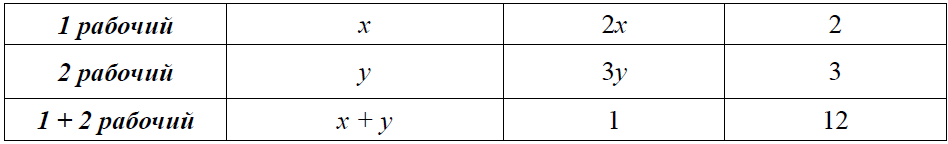 1 рабочий x 2x 2
2 рабочий y 3y 3
1 + 2 рабочий x + y 1 12